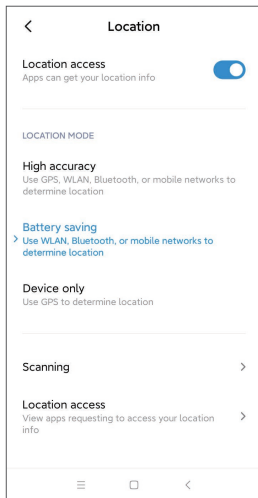 Location
Location access
Apps can get your location info
LOCATION MODE
High accuracy
Use GPS, WLAN, Bluetooth, or mobile networks to
determine location
Battery saving
Use WLAN, Bluetooth, or mobile networks to
determine location
Device only
Use GPS to determine location
Scanning
Location access
View apps requesting to access your location
info